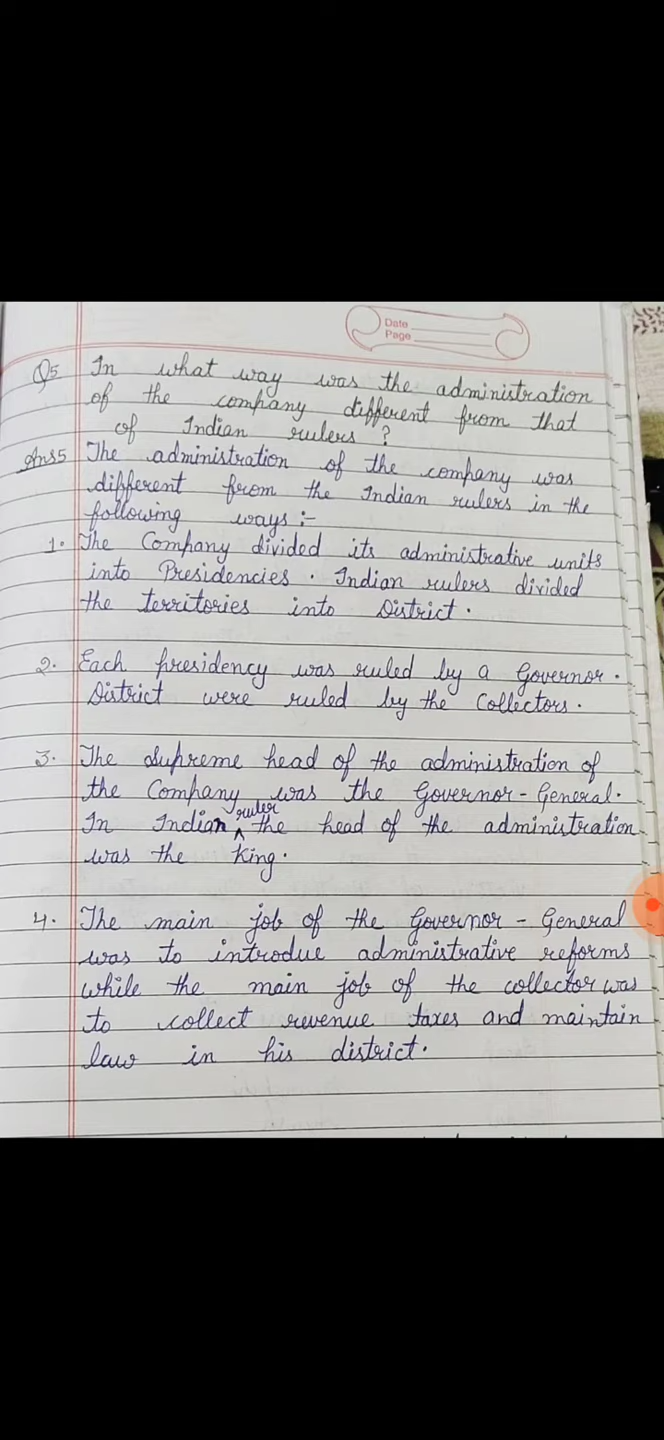 Date
Page
Q5 In what way was the administration
of the company different from that
of Indian rulers ?
Ans5 The administration of the company was
different from the Indian rulers in the
following ways :-
1. The Company divided its administrative units
into Presidencies . Indian rulers divided
the territories into District .
2. Each presidency was ruled by a Governor .
District were ruled by the Collectors .
3. The Supreme head of the administration of
the Company was the Governor - General .
In Indian ruler the head of the administration
was the King .
4. The main job of the Governor - General
was to introdue administrative reforms
while the main job of the collector was
to collect revenue taxes and maintain
law in his district .